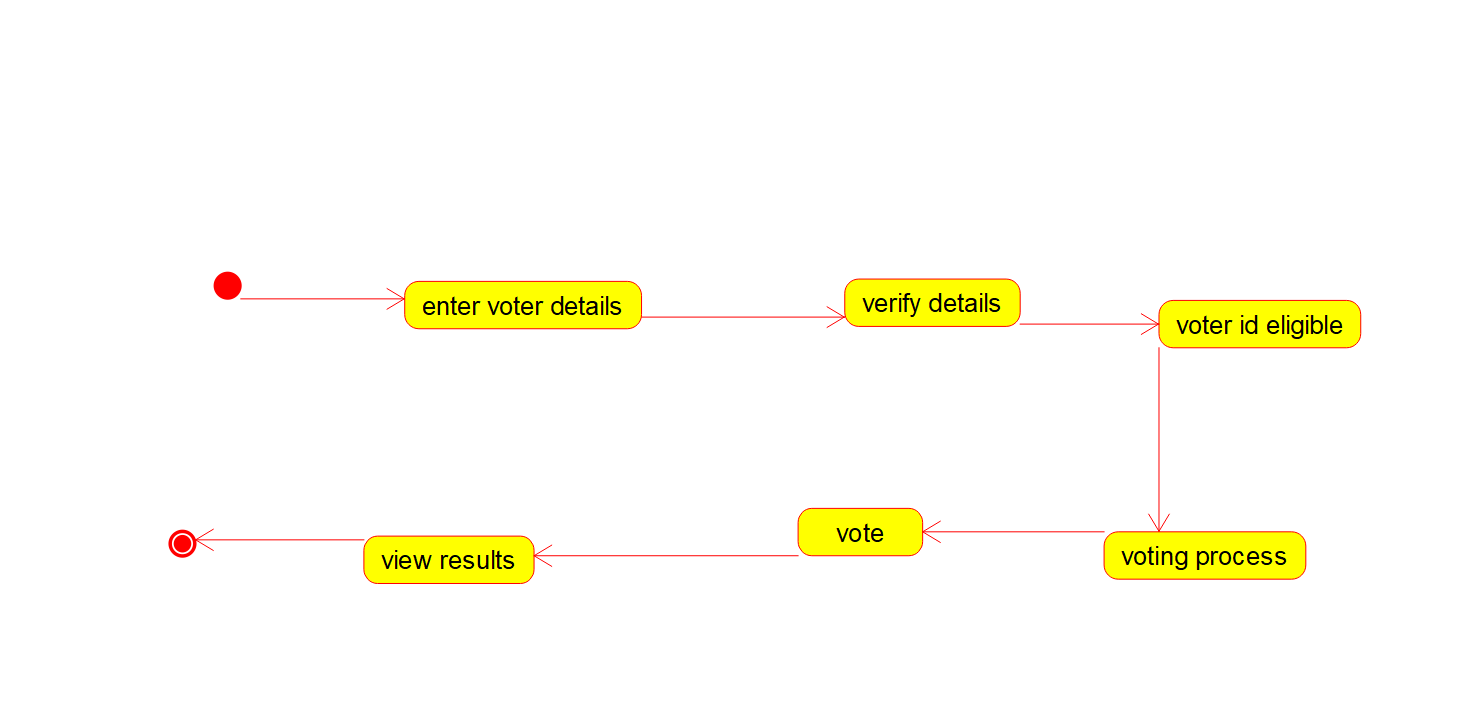 enter voter details
verify details
voter id eligible
voting process
vote
view results